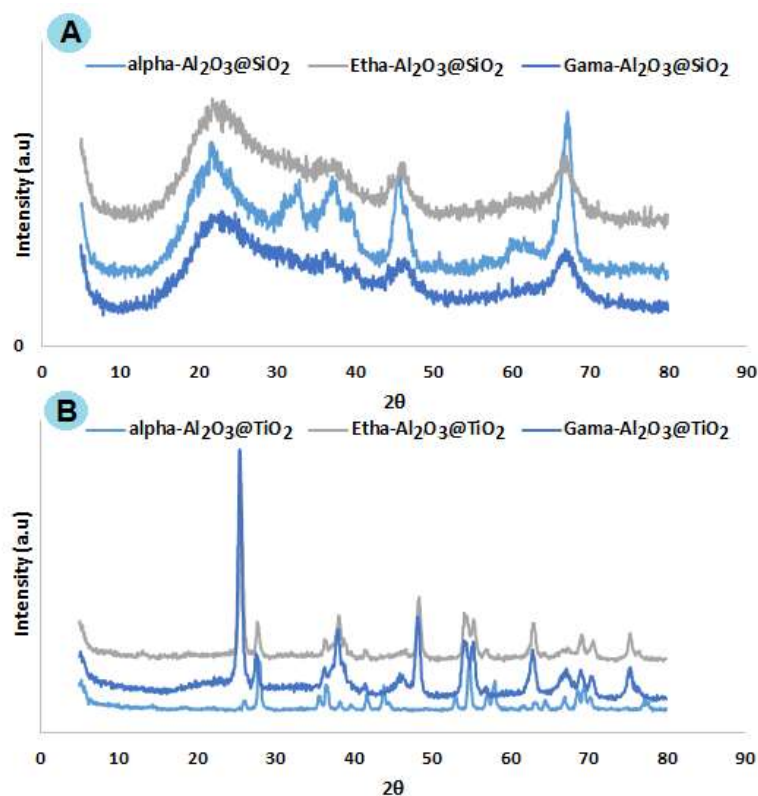 A
alpha-Al₂O₃@SiO₂ Etha-Al₂O₃@SiO₂ Gama-Al₂O₃@SiO₂
Intensity (a.u)
0
0 10 20 30 40 50 60 70 80 90
2θ
B
alpha-Al₂O₃@TiO₂ Etha-Al₂O₃@TiO₂ Gama-Al₂O₃@TiO₂
Intensity (a.u)
0 10 20 30 40 50 60 70 80 90
2θ